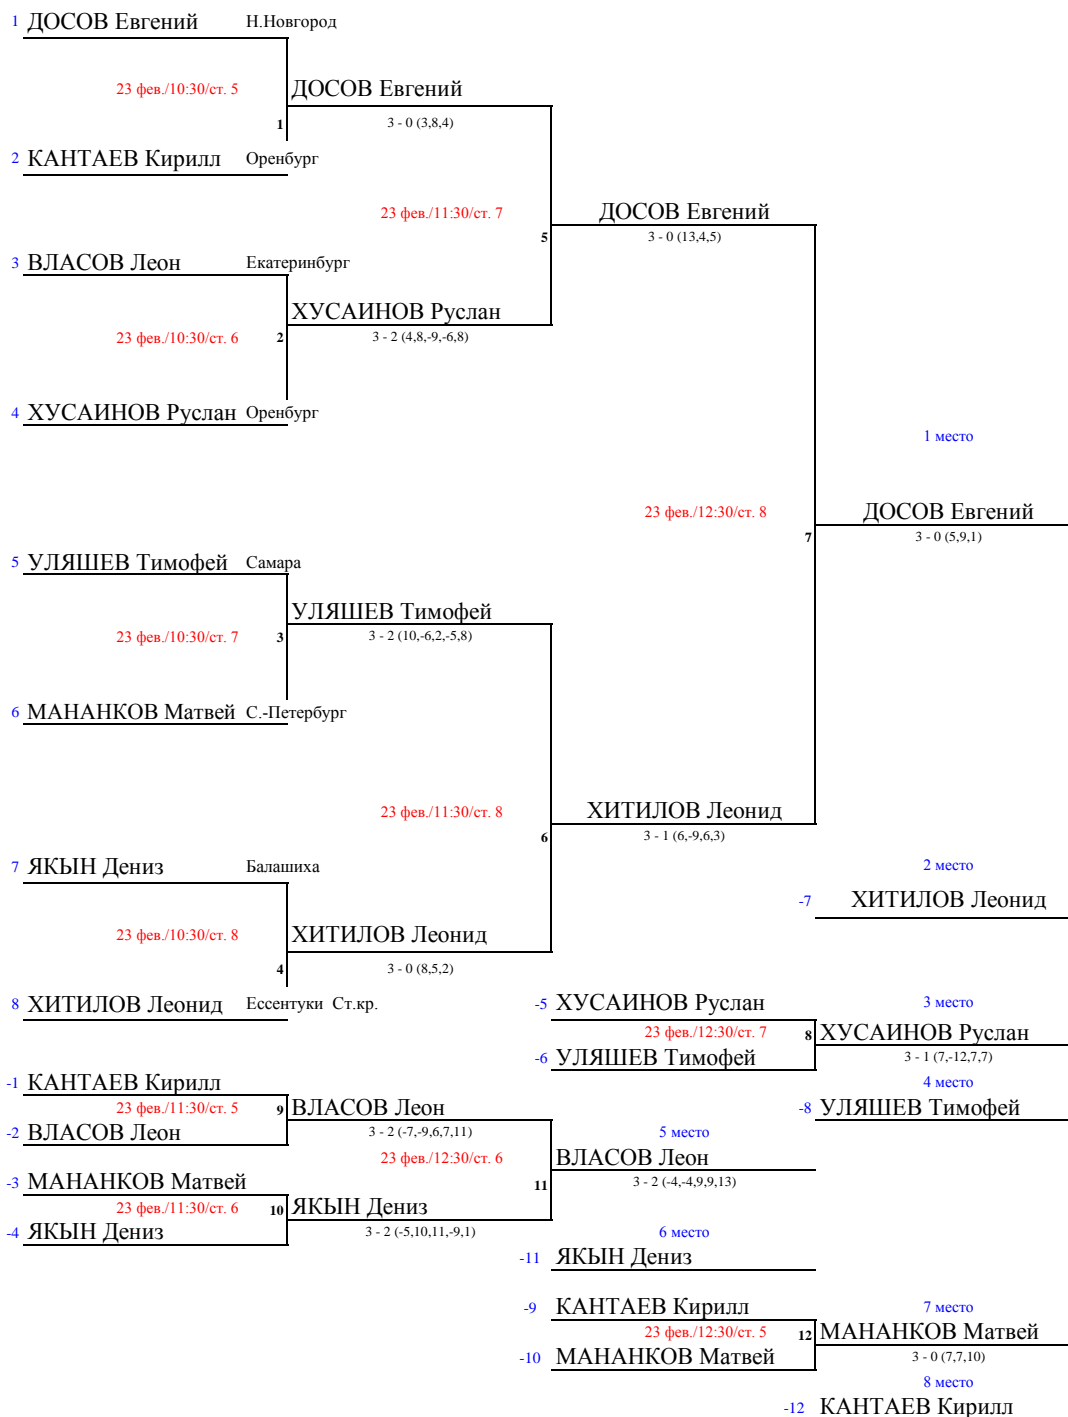 1 ДОСОВ Евгений Н.Новгород
23 фев./10:30/ст. 5 ДОСОВ Евгений
1 3 - 0 (3,8,4)
2 КАНТАЕВ Кирилл Оренбург
23 фев./11:30/ст. 7 ДОСОВ Евгений
5 3 - 0 (13,4,5)
3 ВЛАСОВ Леон Екатеринбург
ХУСАИНОВ Руслан
23 фев./10:30/ст. 6 2 3 - 2 (4,8,-9,-6,8)
4 ХУСАИНОВ Руслан Оренбург
1 место
23 фев./12:30/ст. 8 ДОСОВ Евгений
7 3 - 0 (5,9,1)
5 УЛЯШЕВ Тимофей Самара
УЛЯШЕВ Тимофей
23 фев./10:30/ст. 7 3 3 - 2 (10,-6,2,-5,8)
6 МАНАНКОВ Матвей С.-Петербург
23 фев./11:30/ст. 8 ХИТИЛОВ Леонид
6 3 - 1 (6,-9,6,3)
7 ЯКЫН Дениз Балашиха
2 место
-7 ХИТИЛОВ Леонид
23 фев./10:30/ст. 8 ХИТИЛОВ Леонид
4 3 - 0 (8,5,2)
8 ХИТИЛОВ Леонид Ессентуки Ст.кр.
-5 ХУСАИНОВ Руслан 3 место
23 фев./12:30/ст. 7 8 ХУСАИНОВ Руслан
-6 УЛЯШЕВ Тимофей 3 - 1 (7,-12,7,7)
-1 КАНТАЕВ Кирилл 4 место
23 фев./11:30/ст. 5 9 ВЛАСОВ Леон -8 УЛЯШЕВ Тимофей
-2 ВЛАСОВ Леон 3 - 2 (-7,-9,6,7,11) 5 место
23 фев./12:30/ст. 6 ВЛАСОВ Леон
-3 МАНАНКОВ Матвей 11 3 - 2 (-4,-4,9,9,13)
23 фев./11:30/ст. 6 10 ЯКЫН Дениз
-4 ЯКЫН Дениз 3 - 2 (-5,10,11,-9,1) 6 место
-11 ЯКЫН Дениз
-9 КАНТАЕВ Кирилл 7 место
23 фев./12:30/ст. 5 12 МАНАНКОВ Матвей
-10 МАНАНКОВ Матвей 3 - 0 (7,7,10)
8 место
-12 КАНТАЕВ Кирилл